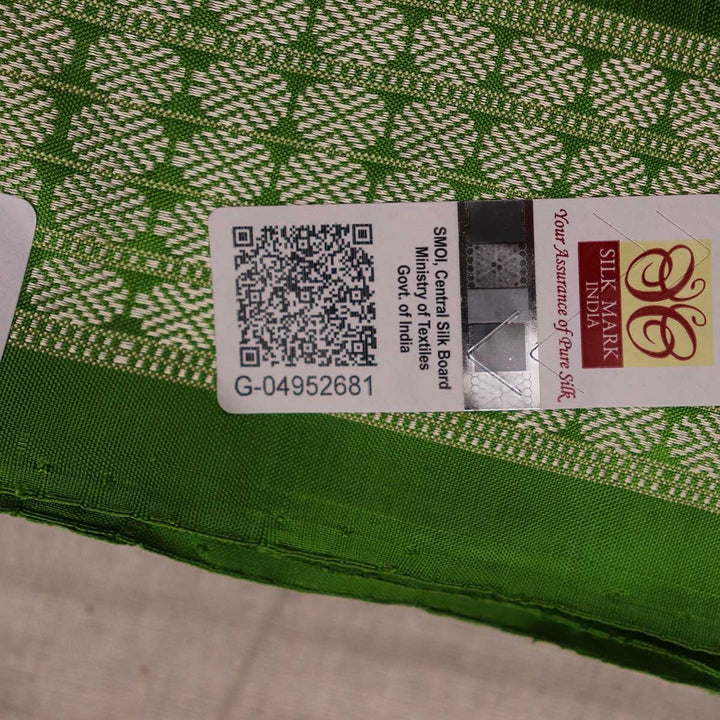 G-04952681
SMOI, Central Silk Board
Ministry of Textiles
Govt. of India
Your Assurance of Pure Silk
SILK MARK
INDIA